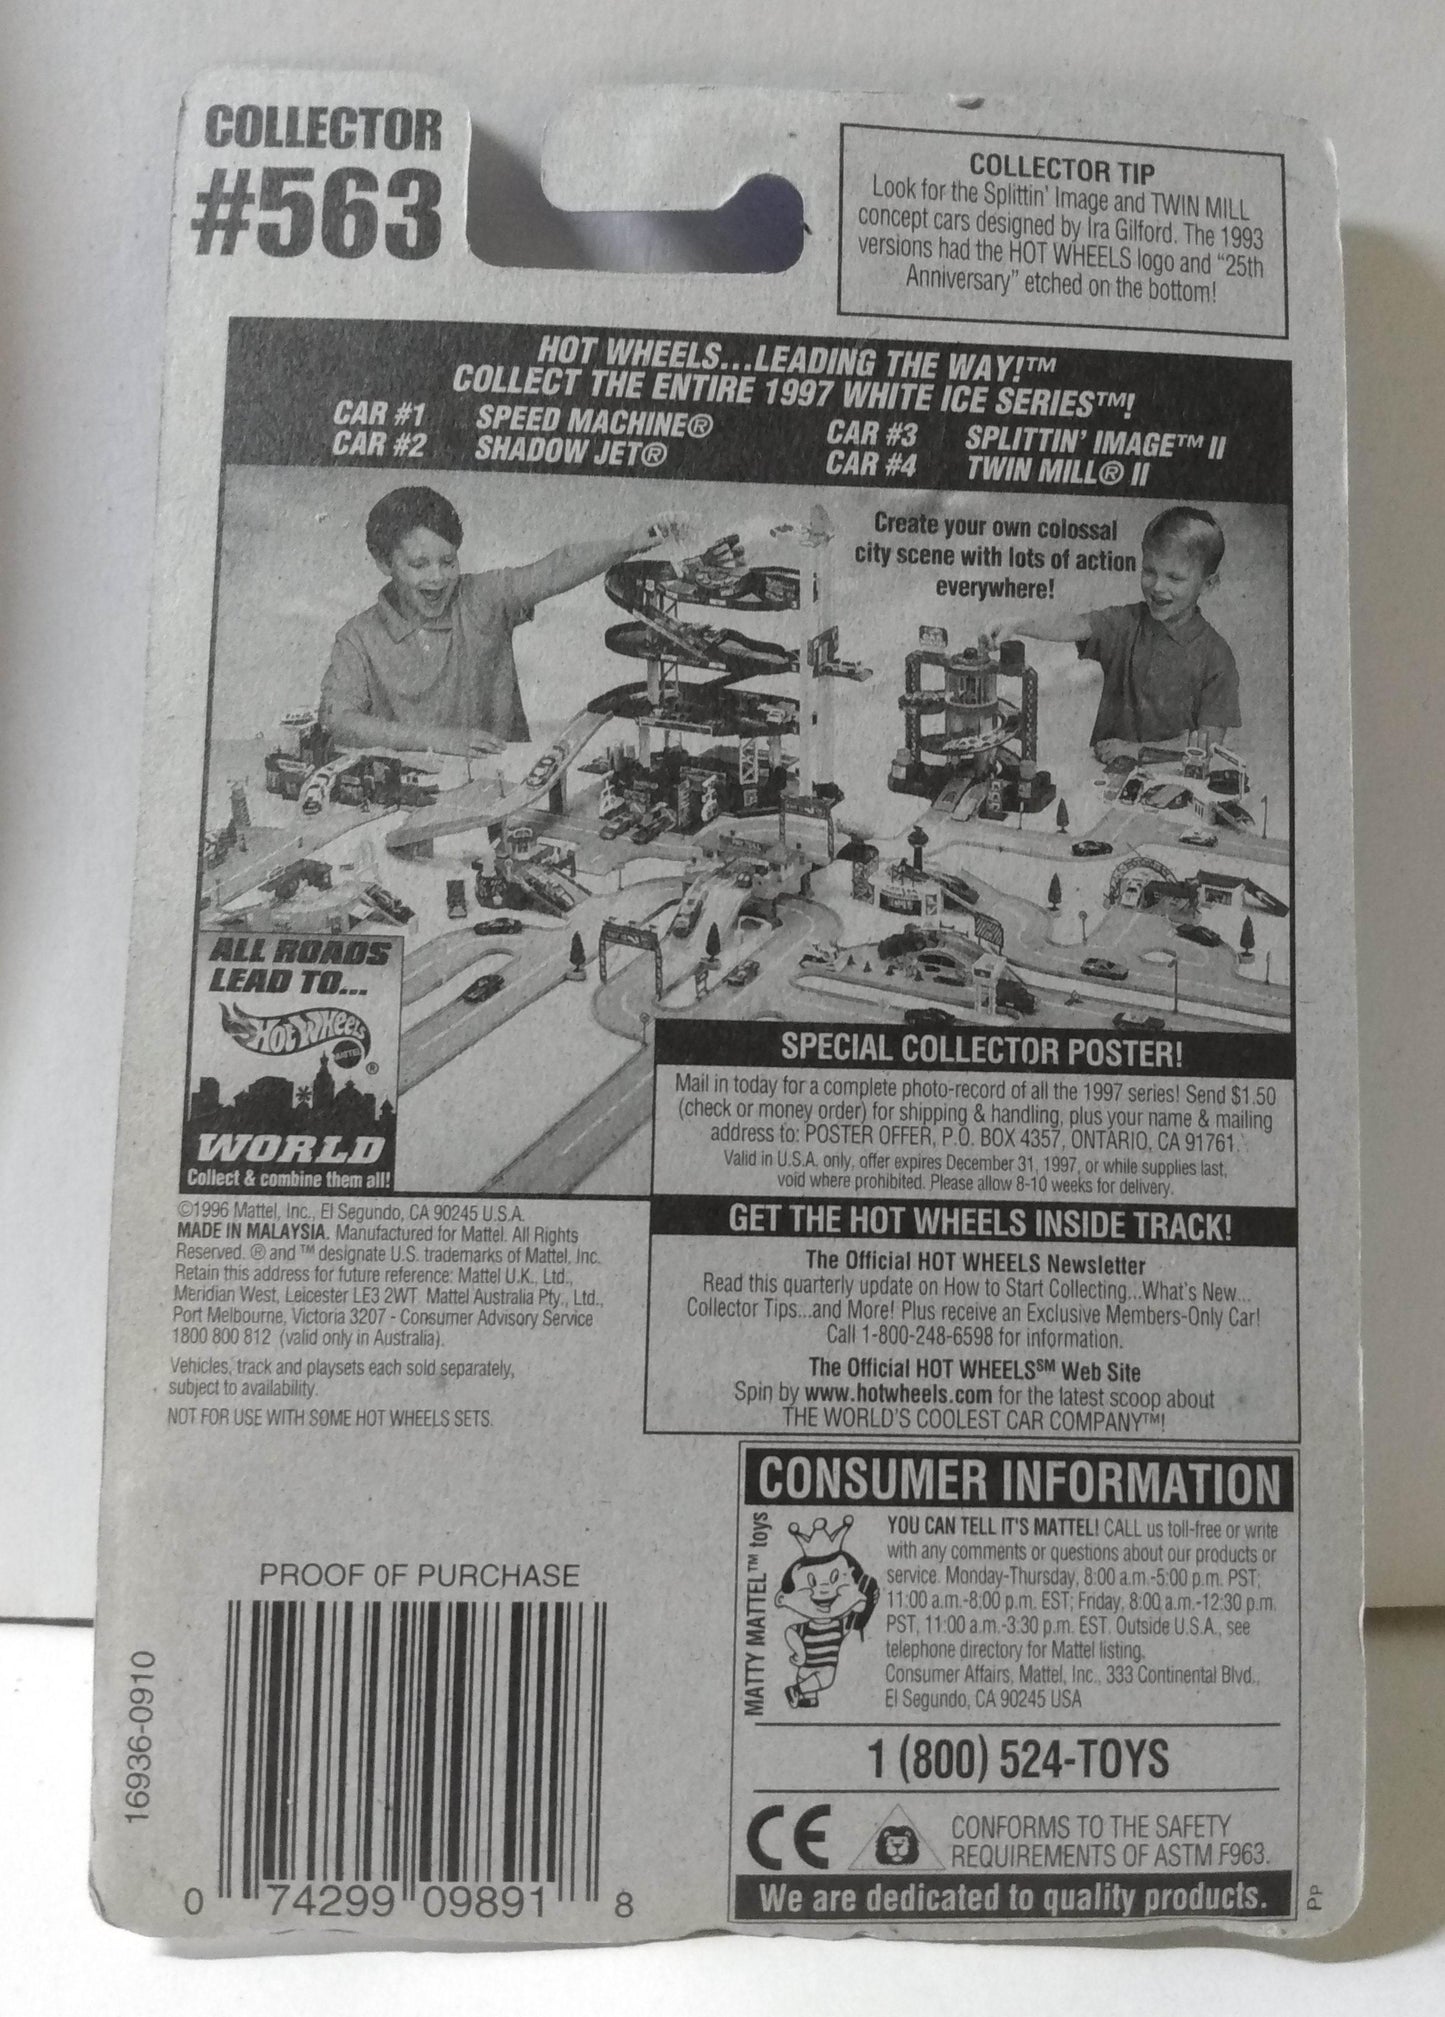 COLLECTOR
#563
COLLECTOR TIP
Look for the Splittin' Image and TWIN MILL
concept cars designed by Ira Gilford. The 1993
versions had the HOT WHEELS logo and "25th
Anniversary" etched on the bottom!
HOT WHEELS...LEADING THE WAY!™
COLLECT THE ENTIRE 1997 WHITE ICE SERIES™!
CAR #1 SPEED MACHINE®
CAR #2 SHADOW JET®
CAR #3 SPLITTIN' IMAGE™ II
CAR #4 TWIN MILL® II
Create your own colossal
city scene with lots of action
everywhere!
ALL ROADS
LEAD TO...
HOT WHEELS
MATTEL
®
WORLD
Collect & combine them all!
SPECIAL COLLECTOR POSTER!
Mail in today for a complete photo-record of all the 1997 series! Send $1.50
(check or money order) for shipping & handling, plus your name & mailing
address to: POSTER OFFER, P.O. BOX 4357, ONTARIO, CA 91761.
Valid in U.S.A. only, offer expires December 31, 1997, or while supplies last,
void where prohibited. Please allow 8-10 weeks for delivery.
©1996 Mattel, Inc., El Segundo, CA 90245 U.S.A.
MADE IN MALAYSIA. Manufactured for Mattel. All Rights
Reserved. ® and ™ designate U.S. trademarks of Mattel, Inc.
Retain this address for future reference: Mattel U.K., Ltd.,
Meridian West, Leicester LE3 2WT. Mattel Australia Pty., Ltd.,
Port Melbourne, Victoria 3207 - Consumer Advisory Service
1800 800 812 (valid only in Australia).
Vehicles, track and playsets each sold separately,
subject to availability.
NOT FOR USE WITH SOME HOT WHEELS SETS.
GET THE HOT WHEELS INSIDE TRACK!
The Official HOT WHEELS Newsletter
Read this quarterly update on How to Start Collecting...What's New...
Collector Tips...and More! Plus receive an Exclusive Members-Only Car!
Call 1-800-248-6598 for information.
The Official HOT WHEELS℠ Web Site
Spin by www.hotwheels.com for the latest scoop about
THE WORLD'S COOLEST CAR COMPANY™!
CONSUMER INFORMATION
MATTY MATTEL™ toys
YOU CAN TELL IT'S MATTEL! CALL us toll-free or write
with any comments or questions about our products or
service. Monday-Thursday, 8:00 a.m.-5:00 p.m. PST;
11:00 a.m.-8:00 p.m. EST; Friday, 8:00 a.m.-12:30 p.m.
PST, 11:00 a.m.-3:30 p.m. EST. Outside U.S.A., see
telephone directory for Mattel listing.
Consumer Affairs, Mattel, Inc., 333 Continental Blvd.,
El Segundo, CA 90245 USA
1 (800) 524-TOYS
CE
CONFORMS TO THE SAFETY
REQUIREMENTS OF ASTM F963.
We are dedicated to quality products.
PP
PROOF OF PURCHASE
16936-0910
0 74299 09891 8